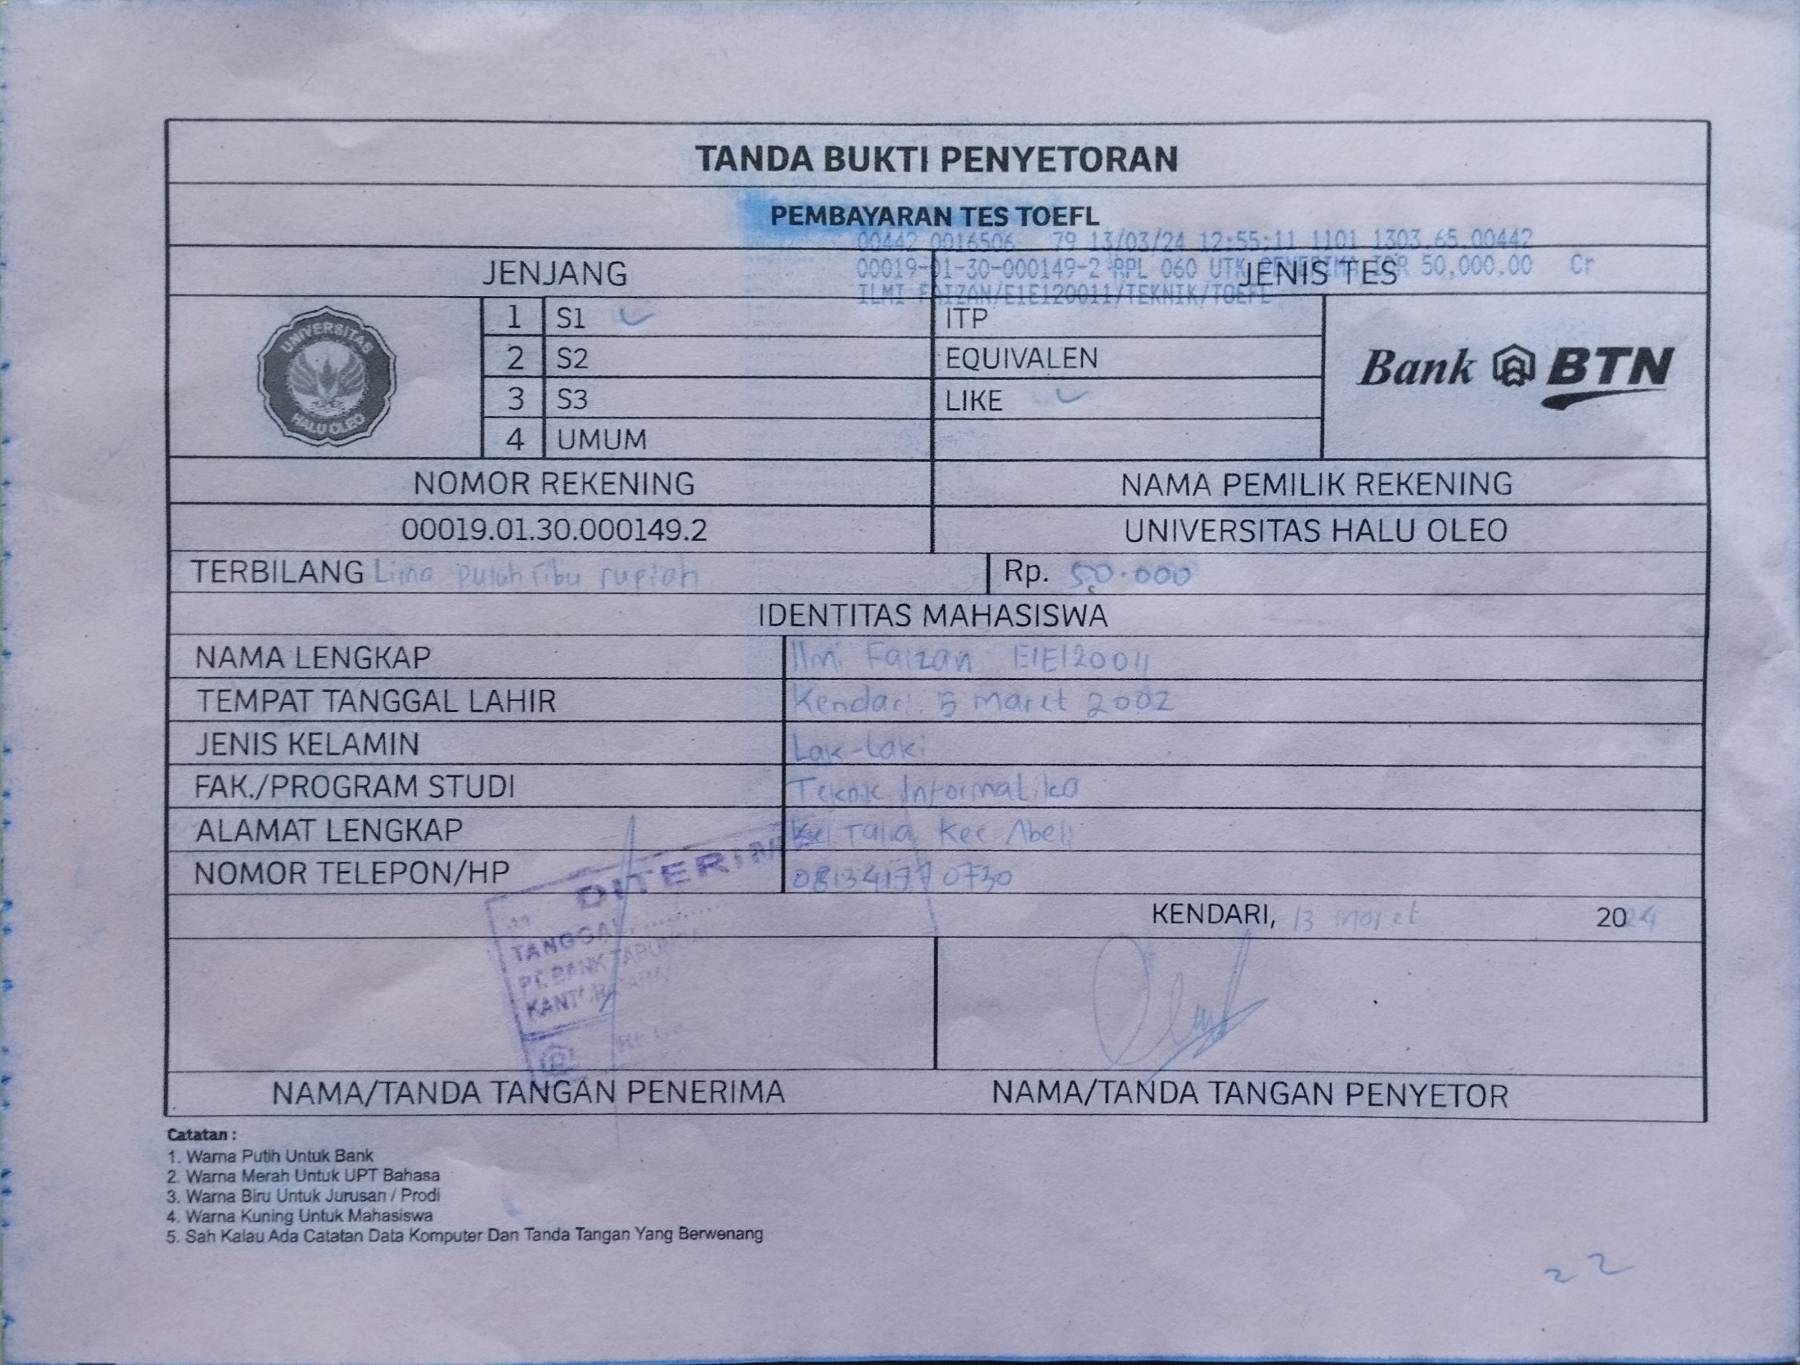 TANDA BUKTI PENYETORAN
PEMBAYARAN TES TOEFL
00442 0016506 79 13/03/24 12:55:11 1101 1303.65.00442
00019-01-30-000149-2 RPL 060 UTK PENERIMA IDR 50,000.00 Cr
ILMI FAIZAN/E1E120011/TEKNIK/TOEFL
JENJANG JENIS TES
UNIVERSITAS HALU OLEO
1 S1 ITP
2 S2 EQUIVALEN
3 S3 LIKE
4 UMUM
Bank BTN
NOMOR REKENING NAMA PEMILIK REKENING
00019.01.30.000149.2 UNIVERSITAS HALU OLEO
TERBILANG Lima puluh ribu rupiah Rp. 50.000
IDENTITAS MAHASISWA
NAMA LENGKAP Ilmi Faizan E1E120011
TEMPAT TANGGAL LAHIR Kendari. 5 Maret 2002
JENIS KELAMIN Lak-Laki
FAK./PROGRAM STUDI Teknik Informatika
ALAMAT LENGKAP Kel Talia Kec. Abeli
NOMOR TELEPON/HP 0730
DITERIMA
TANGGAL
PT. BANK TABUNGAN
KANTOR
KENDARI, 13 maret 2024
NAMA/TANDA TANGAN PENERIMA NAMA/TANDA TANGAN PENYETOR
Catatan :
1. Warna Putih Untuk Bank
2. Warna Merah Untuk UPT Bahasa
3. Warna Biru Untuk Jurusan / Prodi
4. Warna Kuning Untuk Mahasiswa
5. Sah Kalau Ada Catatan Data Komputer Dan Tanda Tangan Yang Berwenang
22